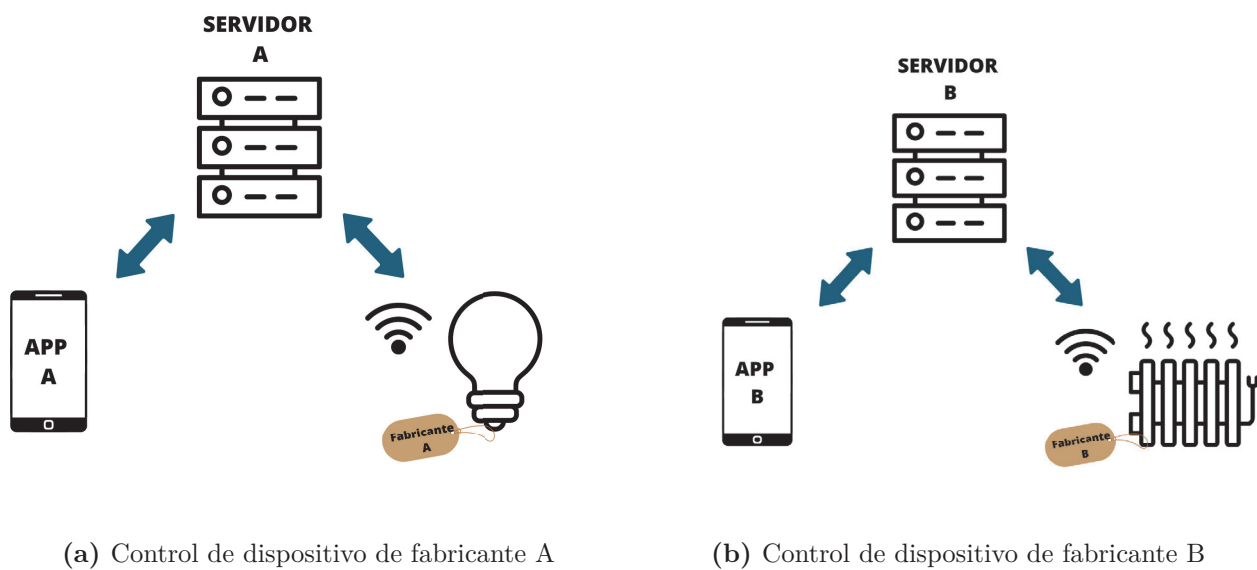 SERVIDOR
A
APP
A
Fabricante
A
(a) Control de dispositivo de fabricante A
SERVIDOR
B
APP
B
Fabricante
B
(b) Control de dispositivo de fabricante B